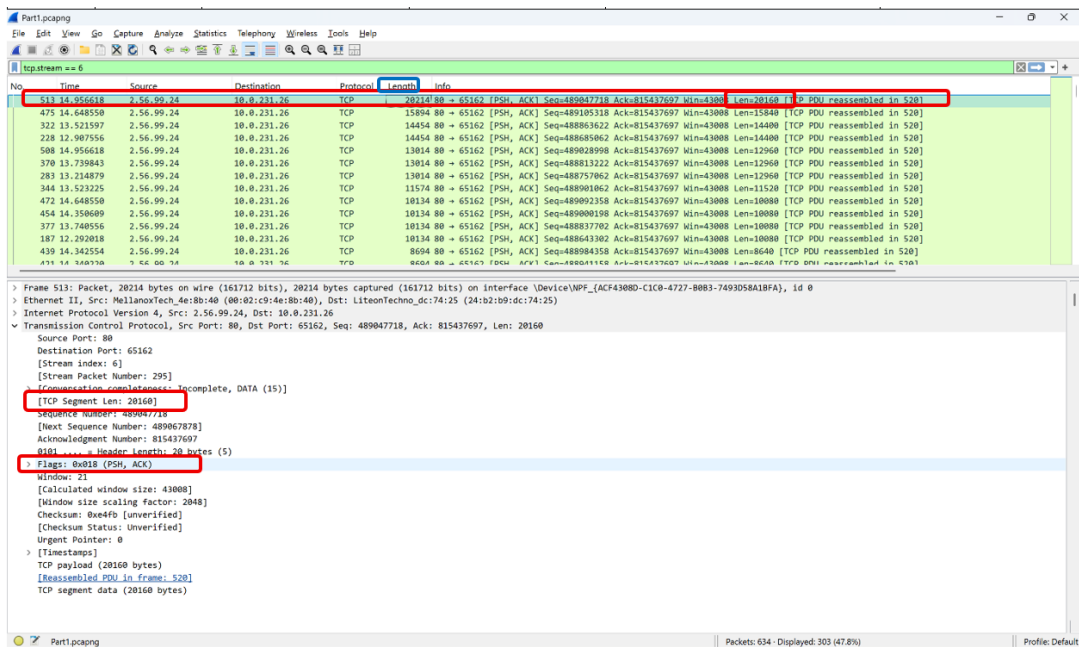 Part1.pcapng
File Edit View Go Capture Analyze Statistics Telephony Wireless Tools Help
tcp.stream == 6
No. Time Source Destination Protocol Length Info
513 14.956618 2.56.99.24 10.0.231.26 TCP 20214 80 → 65162 [PSH, ACK] Seq=489047718 Ack=815437697 Win=43008 Len=20160 [TCP PDU reassembled in 520]
475 14.648550 2.56.99.24 10.0.231.26 TCP 15894 80 → 65162 [PSH, ACK] Seq=489105318 Ack=815437697 Win=43008 Len=15840 [TCP PDU reassembled in 520]
322 13.521597 2.56.99.24 10.0.231.26 TCP 14454 80 → 65162 [PSH, ACK] Seq=488863622 Ack=815437697 Win=43008 Len=14400 [TCP PDU reassembled in 520]
228 12.907556 2.56.99.24 10.0.231.26 TCP 14454 80 → 65162 [PSH, ACK] Seq=488685062 Ack=815437697 Win=43008 Len=14400 [TCP PDU reassembled in 520]
508 14.956618 2.56.99.24 10.0.231.26 TCP 13014 80 → 65162 [PSH, ACK] Seq=489028998 Ack=815437697 Win=43008 Len=12960 [TCP PDU reassembled in 520]
370 13.739843 2.56.99.24 10.0.231.26 TCP 13014 80 → 65162 [PSH, ACK] Seq=488813222 Ack=815437697 Win=43008 Len=12960 [TCP PDU reassembled in 520]
283 13.214879 2.56.99.24 10.0.231.26 TCP 13014 80 → 65162 [PSH, ACK] Seq=488757062 Ack=815437697 Win=43008 Len=12960 [TCP PDU reassembled in 520]
344 13.523225 2.56.99.24 10.0.231.26 TCP 11574 80 → 65162 [PSH, ACK] Seq=488901062 Ack=815437697 Win=43008 Len=11520 [TCP PDU reassembled in 520]
472 14.648550 2.56.99.24 10.0.231.26 TCP 10134 80 → 65162 [PSH, ACK] Seq=489092358 Ack=815437697 Win=43008 Len=10080 [TCP PDU reassembled in 520]
454 14.350609 2.56.99.24 10.0.231.26 TCP 10134 80 → 65162 [PSH, ACK] Seq=489000198 Ack=815437697 Win=43008 Len=10080 [TCP PDU reassembled in 520]
377 13.740556 2.56.99.24 10.0.231.26 TCP 10134 80 → 65162 [PSH, ACK] Seq=488837702 Ack=815437697 Win=43008 Len=10080 [TCP PDU reassembled in 520]
187 12.292018 2.56.99.24 10.0.231.26 TCP 10134 80 → 65162 [PSH, ACK] Seq=488643302 Ack=815437697 Win=43008 Len=10080 [TCP PDU reassembled in 520]
439 14.342554 2.56.99.24 10.0.231.26 TCP 8694 80 → 65162 [PSH, ACK] Seq=488984358 Ack=815437697 Win=43008 Len=8640 [TCP PDU reassembled in 520]
421 14.340220 2.56.99.24 10.0.231.26 TCP 8694 80 → 65162 [PSH, ACK] Seq=488941158 Ack=815437697 Win=43008 Len=8640 [TCP PDU reassembled in 520]
Frame 513: Packet, 20214 bytes on wire (161712 bits), 20214 bytes captured (161712 bits) on interface \Device\NPF_{ACF4308D-C1C0-4727-B0B3-7493D58A1BFA}, id 0
Ethernet II, Src: MellanoxTech_4e:8b:40 (00:02:c9:4e:8b:40), Dst: LiteonTechno_dc:74:25 (24:b2:b9:dc:74:25)
Internet Protocol Version 4, Src: 2.56.99.24, Dst: 10.0.231.26
Transmission Control Protocol, Src Port: 80, Dst Port: 65162, Seq: 489047718, Ack: 815437697, Len: 20160
Source Port: 80
Destination Port: 65162
[Stream index: 6]
[Stream Packet Number: 295]
[Conversation completeness: Incomplete, DATA (15)]
[TCP Segment Len: 20160]
Sequence Number: 489047718
[Next Sequence Number: 489067878]
Acknowledgment Number: 815437697
0101 .... = Header Length: 20 bytes (5)
Flags: 0x018 (PSH, ACK)
Window: 21
[Calculated window size: 43008]
[Window size scaling factor: 2048]
Checksum: 0xe4fb [unverified]
[Checksum Status: Unverified]
Urgent Pointer: 0
[Timestamps]
TCP payload (20160 bytes)
[Reassembled PDU in frame: 520]
TCP segment data (20160 bytes)
Part1.pcapng Packets: 634 · Displayed: 303 (47.8%) Profile: Default